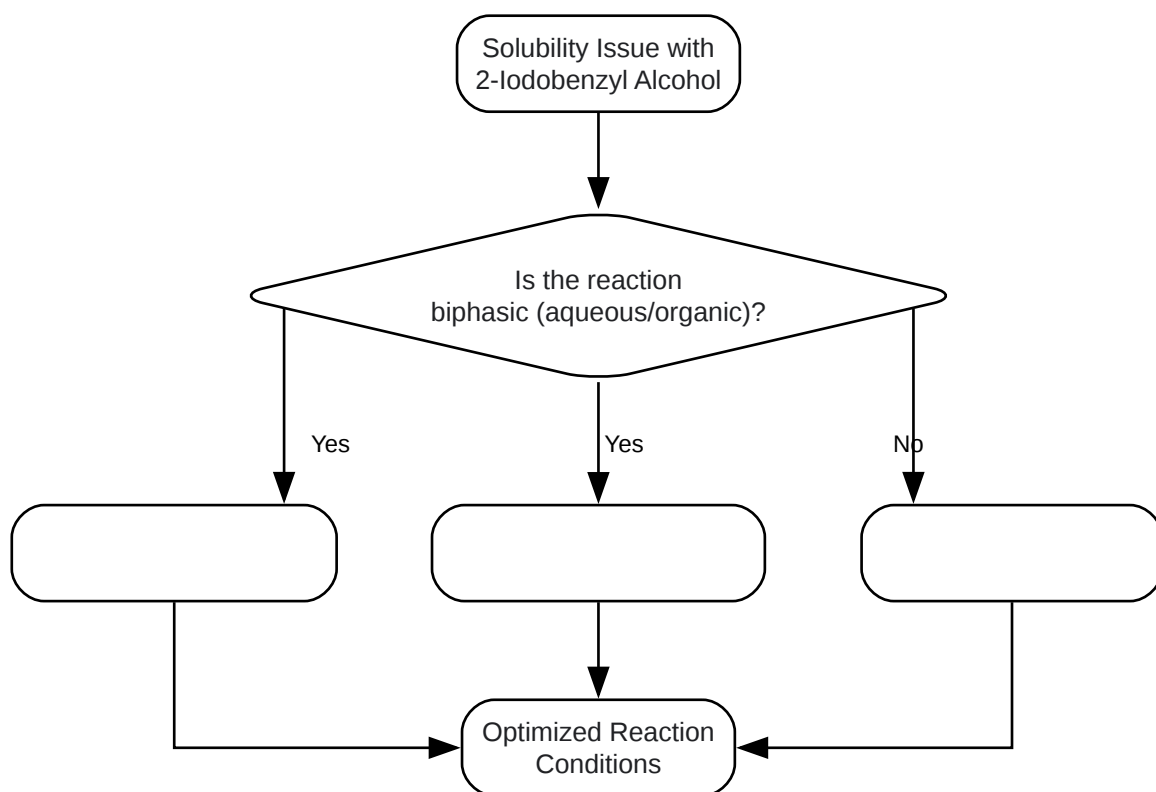 Solubility Issue with
2-Iodobenzyl Alcohol
Is the reaction
biphasic (aqueous/organic)?
Yes
Yes
No
Optimized Reaction
Conditions